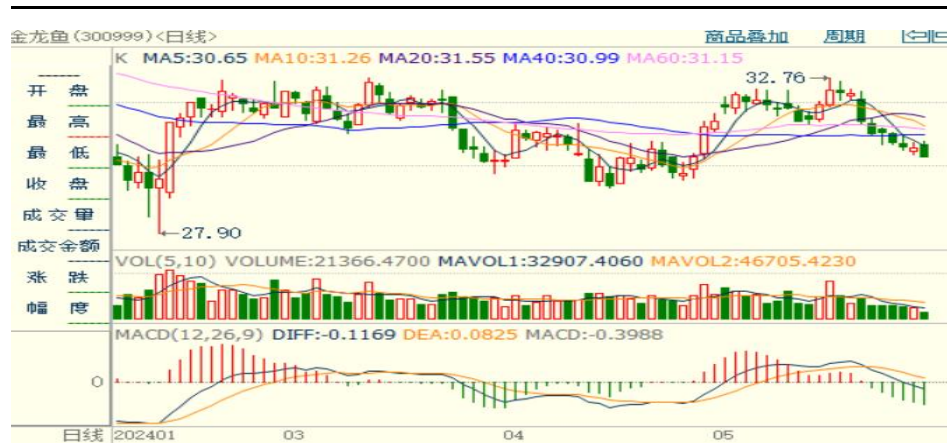 金龙鱼(300999)<日线>
商品叠加 周期
K MA5:30.65 MA10:31.26 MA20:31.55 MA40:30.99 MA60:31.15
32.76
开 盘
最 高
最 低
收 盘
成交量
成交金额
涨 跌
幅 度
27.90
VOL(5,10) VOLUME:21366.4700 MAVOL1:32907.4060 MAVOL2:46705.4230
MACD(12,26,9) DIFF:-0.1169 DEA:0.0825 MACD:-0.3988
0
日线 202401 03 04 05